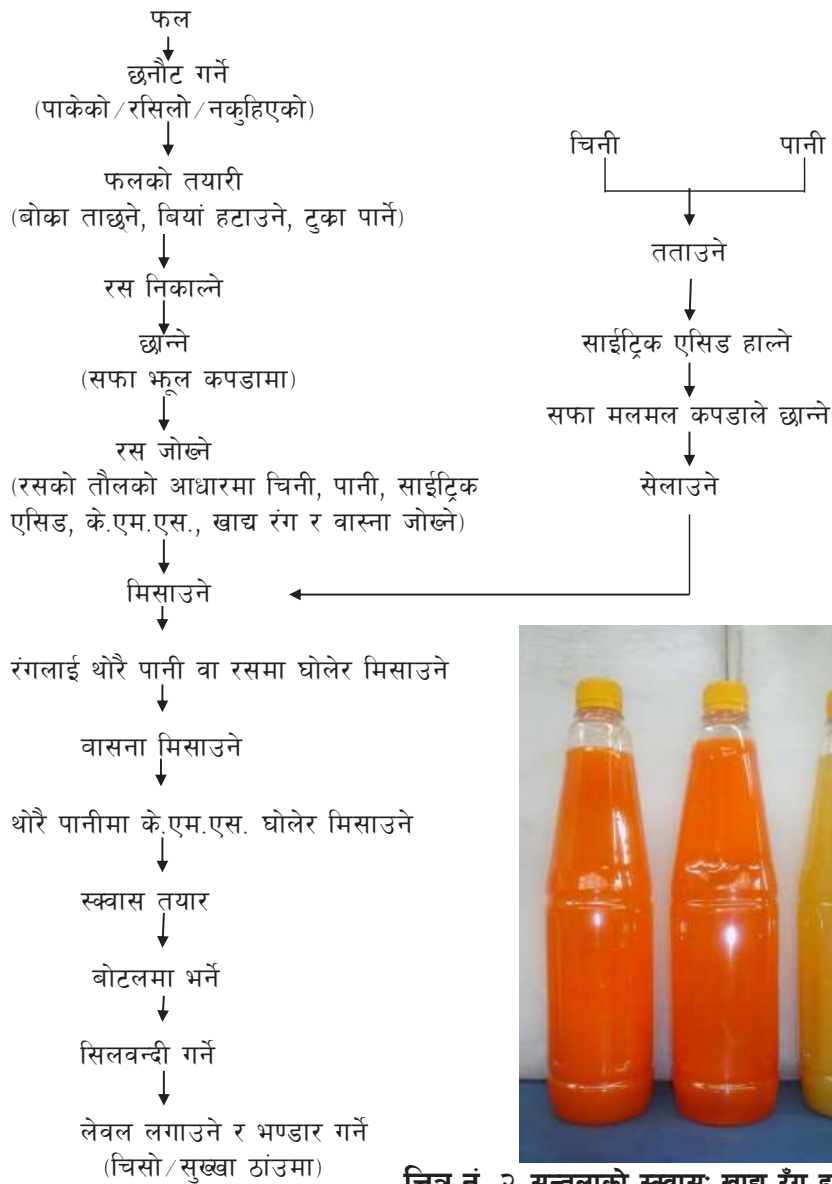 फल
छनौट गर्ने
(पाकेको/रसिलो/नकुहिएको)
फलको तयारी
(बोक्रा ताछ्ने, बियां हटाउने, टुक्रा पार्ने)
रस निकाल्ने
छान्ने
(सफा झूल कपडामा)
रस जोख्ने
(रसको तौलको आधारमा चिनी, पानी, साईट्रिक
एसिड, के.एम.एस., खाद्य रंग र वास्ना जोख्ने)
चिनी पानी
तताउने
साईट्रिक एसिड हाल्ने
सफा मलमल कपडाले छान्ने
सेलाउने
मिसाउने
रंगलाई थोरै पानी वा रसमा घोलेर मिसाउने
वासना मिसाउने
थोरै पानीमा के.एम.एस. घोलेर मिसाउने
स्क्वास तयार
बोटलमा भर्ने
सिलवन्दी गर्ने
लेवल लगाउने र भण्डार गर्ने
(चिसो/सुख्खा ठांउमा)
चित्र नं. २ सुन्तलाको स्क्वासः खाद्य रँग